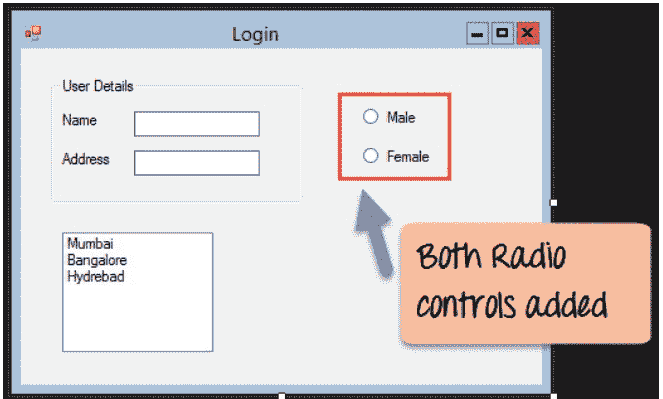 Login
User Details
Name
Address
Male
Female
Mumbai
Bangalore
Hydrebad
Both Radio
controls added